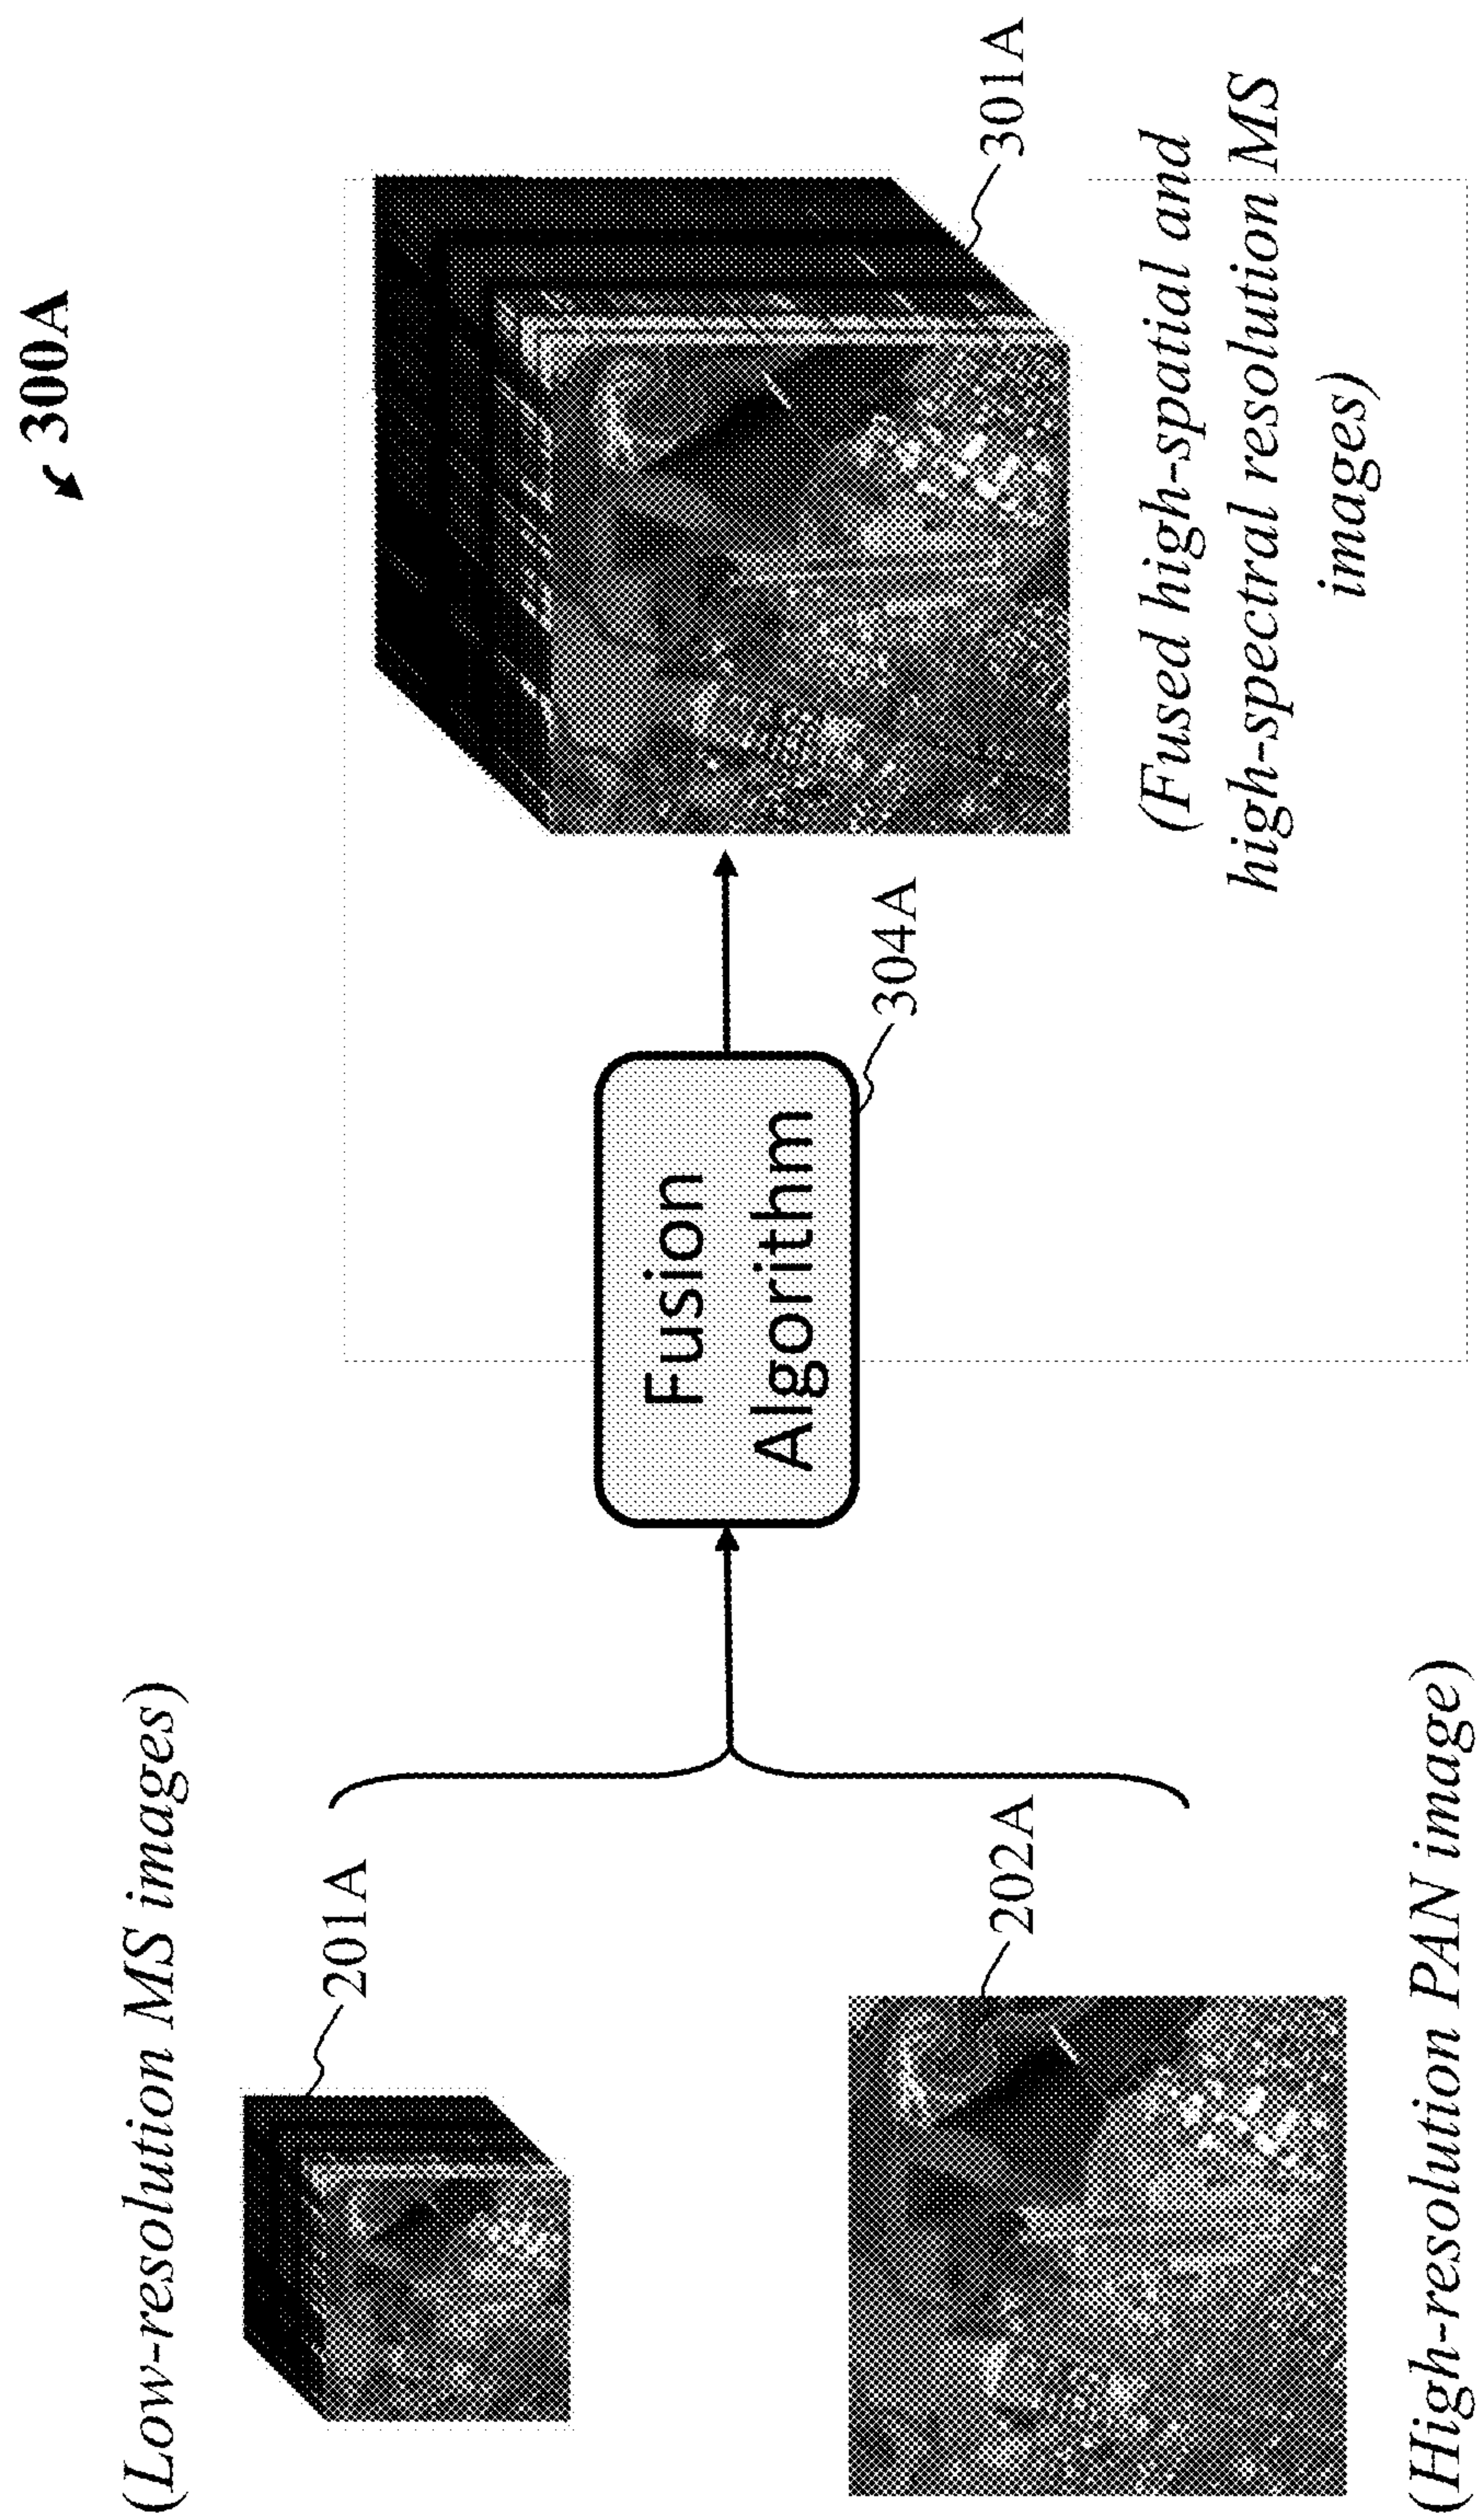 300A
(Low-resolution MS images)
201A
202A
(High-resolution PAN image)
Fusion
Algorithm
304A
301A
(Fused high-spatial and
high-spectral resolution MS
images)